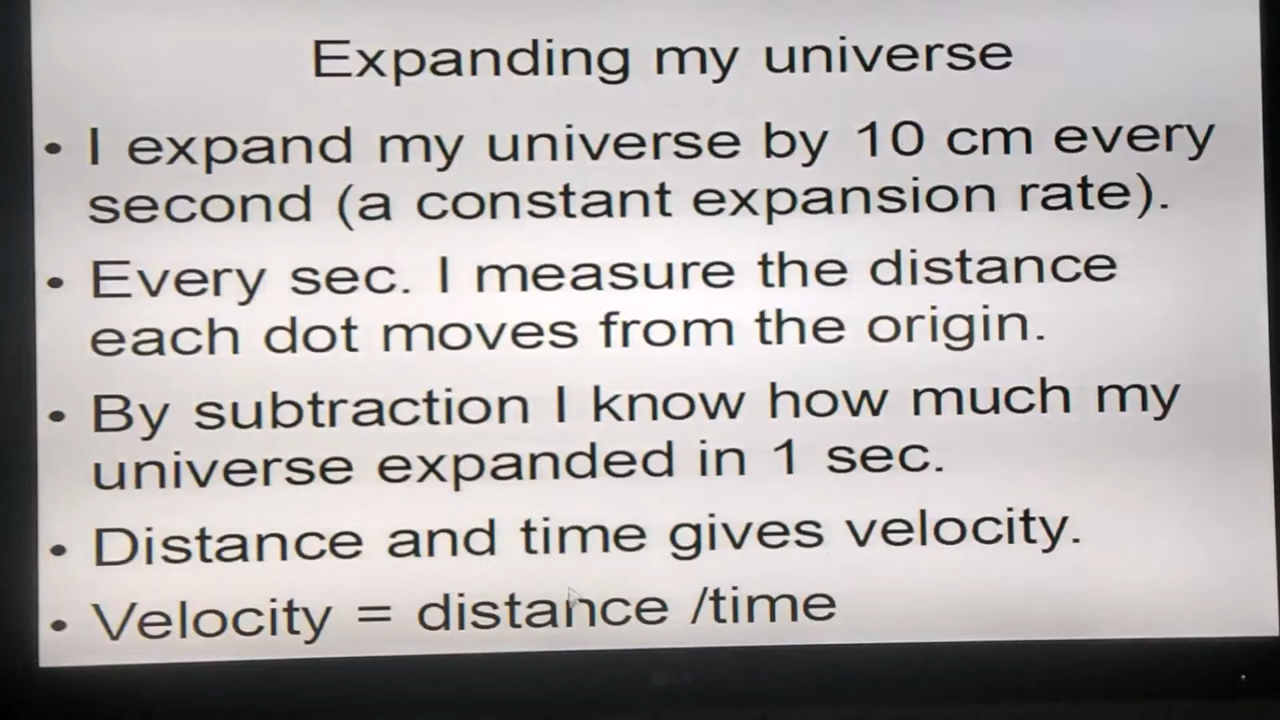 Expanding my universe
• I expand my universe by 10 cm every
second (a constant expansion rate).
• Every sec. I measure the distance
each dot moves from the origin.
• By subtraction I know how much my
universe expanded in 1 sec.
• Distance and time gives velocity.
• Velocity = distance /time
LG